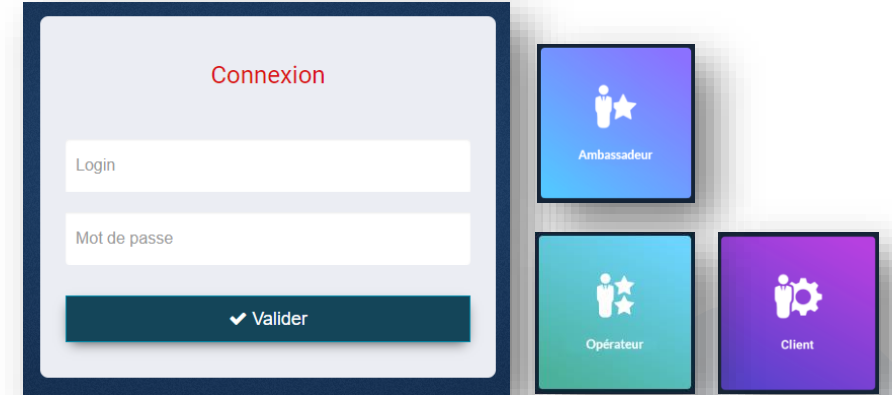 Connexion
Login
Mot de passe
Valider
Ambassadeur
Opérateur
Client